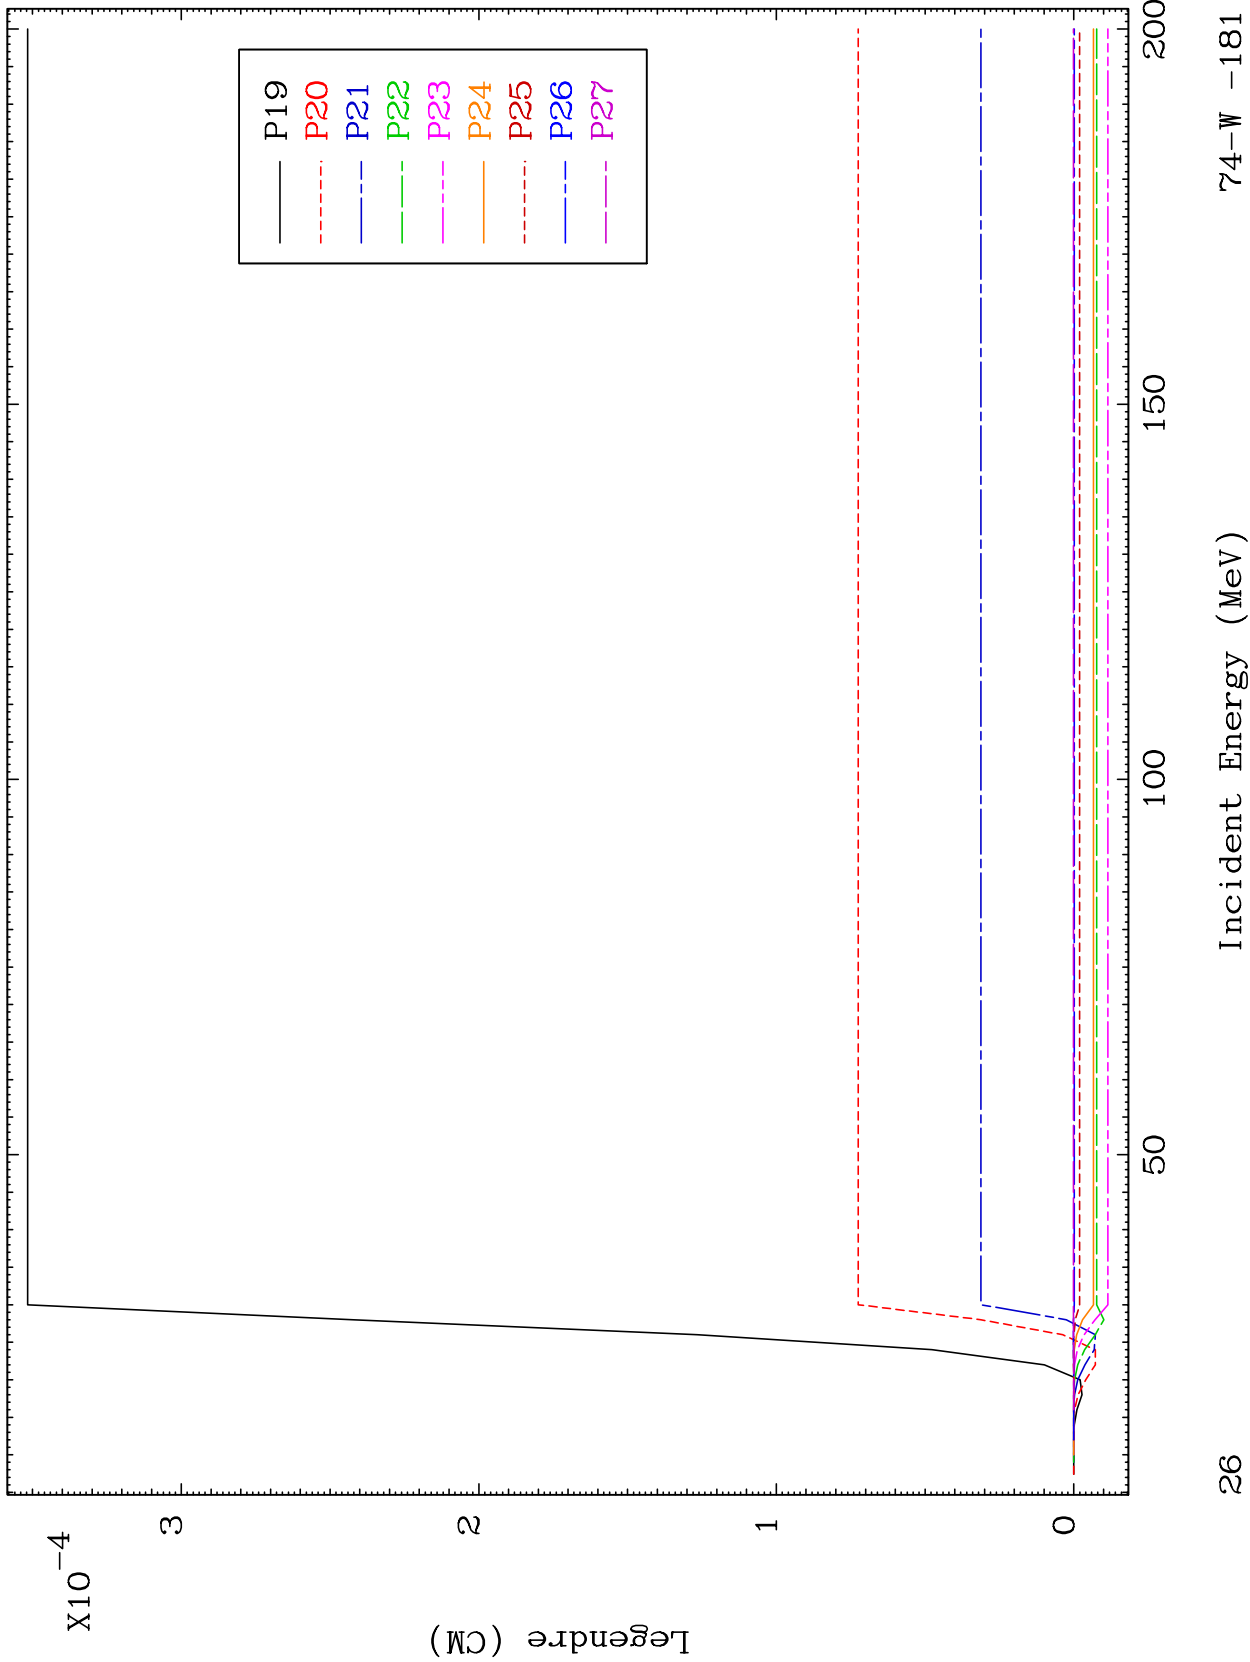 X10-4
3
2
1
0
Legendre (CM)
P19
P20
P21
P22
P23
P24
P25
P26
P27
50
100
150
200
26
Incident Energy (MeV)
74-W -181